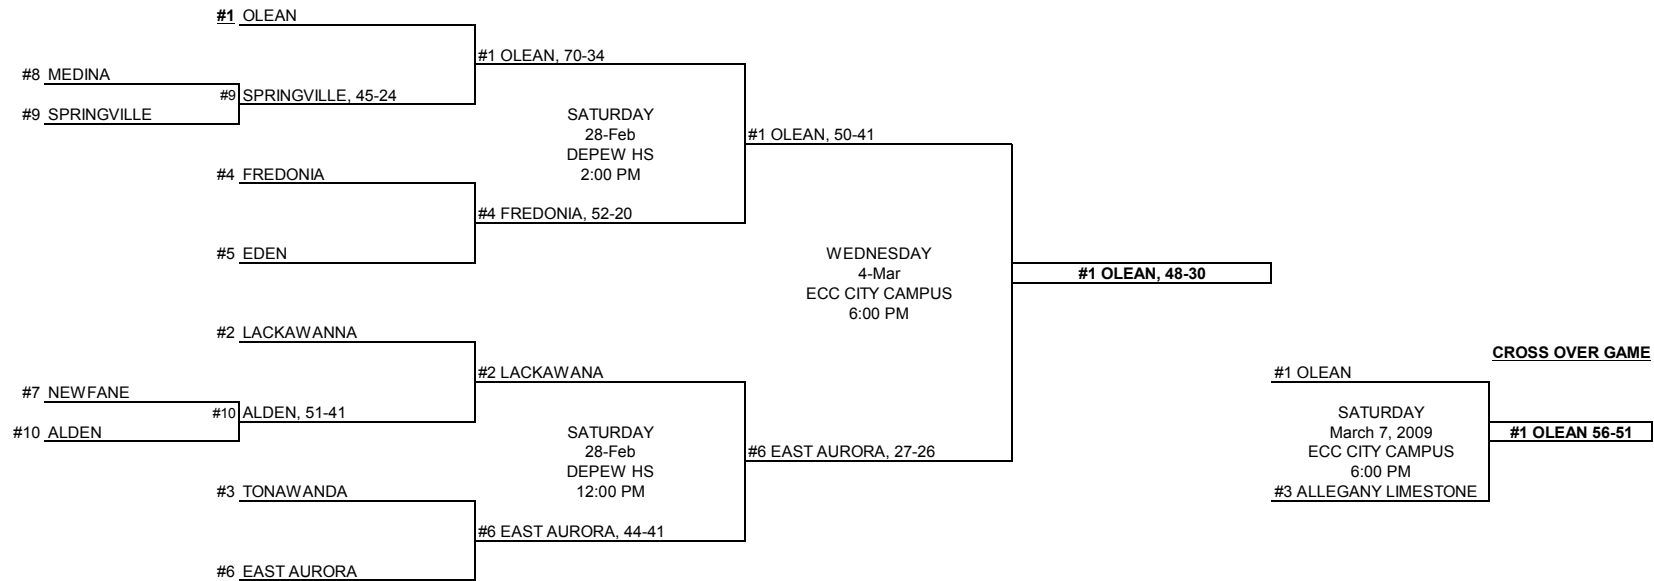 #1 OLEAN
#1 OLEAN, 70-34
#8 MEDINA
#9 SPRINGVILLE, 45-24
#9 SPRINGVILLE
SATURDAY
28-Feb
DEPEW HS
2:00 PM
#1 OLEAN, 50-41
#4 FREDONIA
#4 FREDONIA, 52-20
#5 EDEN
WEDNESDAY
4-Mar
ECC CITY CAMPUS
6:00 PM
#1 OLEAN, 48-30
#2 LACKAWANNA
#2 LACKAWANA
#7 NEWFANE
#10 ALDEN, 51-41
#10 ALDEN
SATURDAY
28-Feb
DEPEW HS
12:00 PM
#6 EAST AURORA, 27-26
#3 TONAWANDA
#6 EAST AURORA, 44-41
#6 EAST AURORA
CROSS OVER GAME
#1 OLEAN
SATURDAY
March 7, 2009
ECC CITY CAMPUS
6:00 PM
#1 OLEAN 56-51
#3 ALLEGANY LIMESTONE